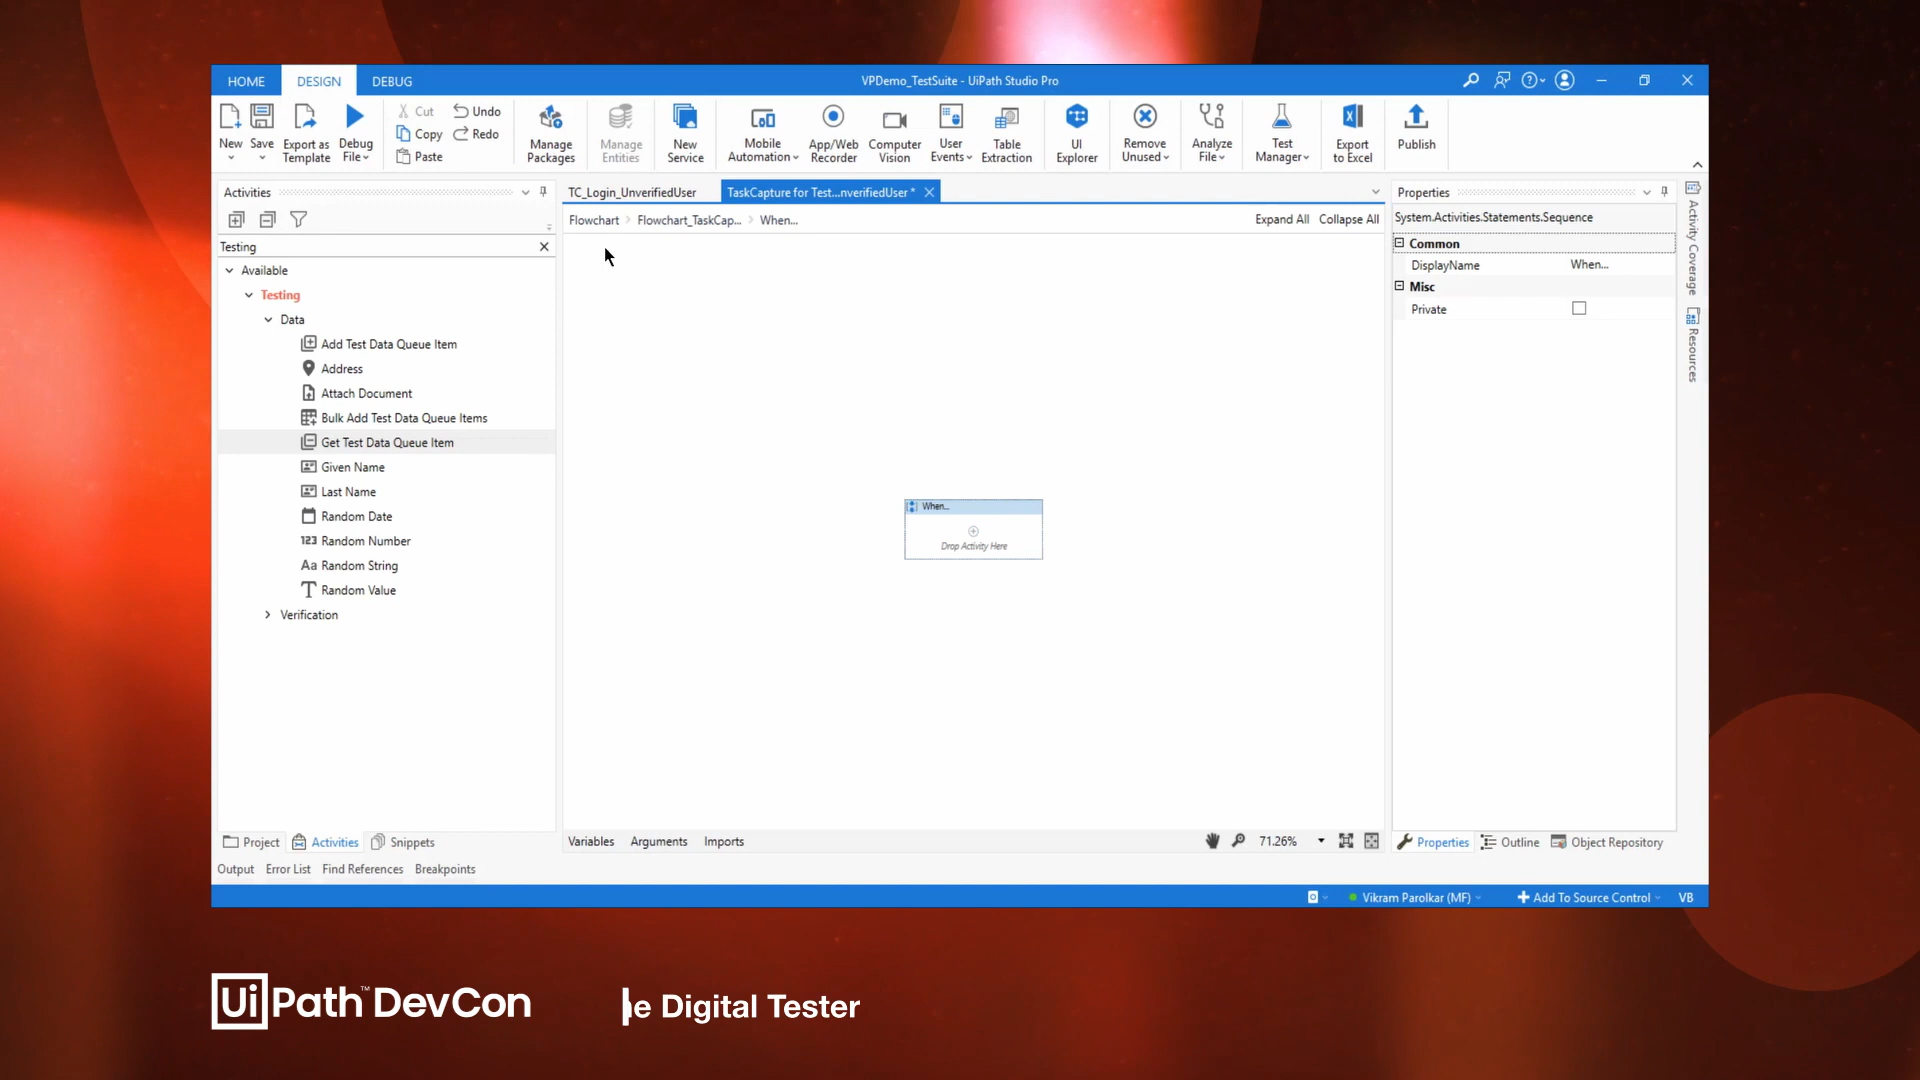 HOME DESIGN DEBUG
VPDemo_TestSuite - UiPath Studio Pro
New
Save
Export as
Template
Debug
File
Cut
Copy
Paste
Undo
Redo
Manage
Packages
Manage
Entities
New
Service
Mobile
Automation
App/Web
Recorder
Computer
Vision
User
Events
Table
Extraction
UI
Explorer
Remove
Unused
Analyze
File
Test
Manager
Export
to Excel
Publish
Activities
Testing
Available
Testing
Data
Add Test Data Queue Item
Address
Attach Document
Bulk Add Test Data Queue Items
Get Test Data Queue Item
Given Name
Last Name
Random Date
123 Random Number
Aa Random String
Random Value
Verification
Project Activities Snippets
TC_Login_UnverifiedUser
TaskCapture for Test...nverifiedUser *
Flowchart Flowchart_TaskCap... When...
Expand All Collapse All
When...
Drop Activity Here
Variables Arguments Imports
71.26%
Properties
System.Activities.Statements.Sequence
Common
DisplayName When...
Misc
Private
Activity Coverage
Resources
Properties Outline Object Repository
Output Error List Find References Breakpoints
Vikram Parolkar (MF)
Add To Source Control
VB
UiPath™ DevCon
he Digital Tester